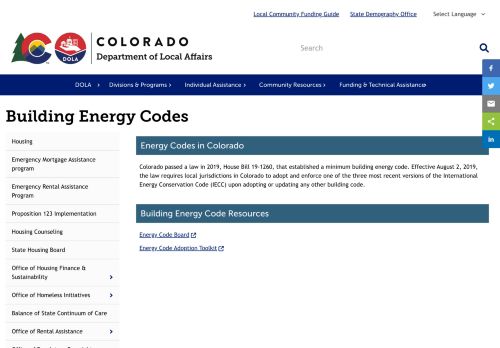 Local Community Funding Guide
State Demography Office
Select Language
COLORADO
Department of Local Affairs
DOLA
Search
DOLA
Divisions & Programs
Individual Assistance
Community Resources
Funding & Technical Assistance
Building Energy Codes
Housing
Emergency Mortgage Assistance
program
Emergency Rental Assistance
Program
Proposition 123 Implementation
Housing Counseling
State Housing Board
Office of Housing Finance &
Sustainability
Office of Homeless Initiatives
Balance of State Continuum of Care
Office of Rental Assistance
Energy Codes in Colorado
Colorado passed a law in 2019, House Bill 19-1260, that established a minimum building energy code. Effective August 2, 2019,
the law requires local jurisdictions in Colorado to adopt and enforce one of the three most recent versions of the International
Energy Conservation Code (IECC) upon adopting or updating any other building code.
Building Energy Code Resources
Energy Code Board
Energy Code Adoption Toolkit